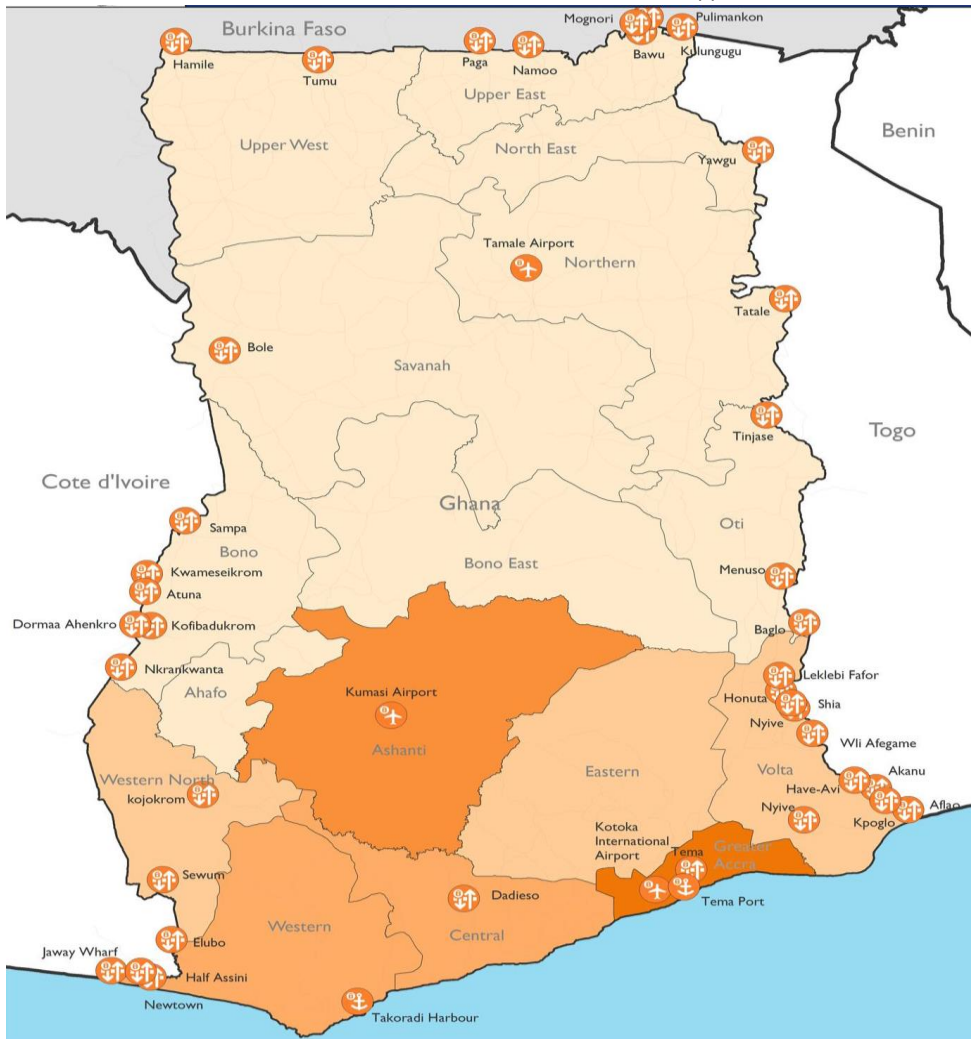 Mognori
Pulimankon
Burkina Faso
Hamile
Tumu
Paga
Namoo
Bawu
Kulungugu
Upper East
Benin
Upper West
North East
Yawgu
Tamale Airport
Northern
Tatale
Bole
Savanah
Tinjase
Togo
Cote d'Ivoire
Ghana
Sampa
Oti
Bono
Bono East
Kwameseikrom
Menuso
Atuna
Dormaa Ahenkro
Kofibadukrom
Baglo
Nkrankwanta
Leklebi Fafor
Ahafo
Kumasi Airport
Honuta
Shia
Nyive
Wli Afegame
Ashanti
Western North
Eastern
Volta
Akanu
kojokrom
Have-Avi
Aflao
Nyive
Kpoglo
Kotoka
International
Airport
Tema
Greater
Accra
Sewum
Dadieso
Tema Port
Western
Central
Elubo
Jaway Wharf
Half Assini
Newtown
Takoradi Harbour